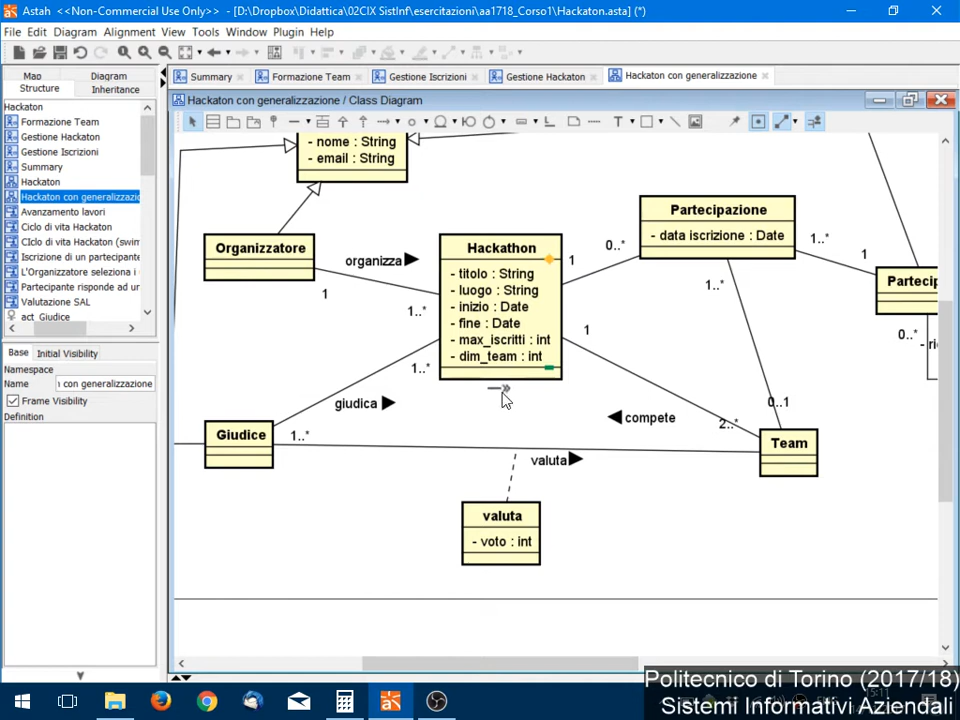 Astah <<Non-Commercial Use Only>> - [D:\Dropbox\Didattica\02CIX SistInf\esercitazioni\aa1718_Corso1\Hackaton.asta] (*)
File Edit Diagram Alignment View Tools Window Plugin Help
Map Diagram
Structure Inheritance
Summary Formazione Team Gestione Iscrizioni Gestione Hackaton Hackaton con generalizzazione
Hackaton con generalizzazione / Class Diagram
Hackaton
Formazione Team
Gestione Hackaton
Gestione Iscrizioni
Summary
Hackaton
Hackaton con generalizzazio
Avanzamento lavori
Ciclo di vita Hackaton
CIclo di vita Hackaton (swim
Iscrizione di un partecipante
L'Organizzatore seleziona i
Partecipante risponde ad un
Valutazione SAL
act_Giudice
Base Initial Visibility
Namespace
Name con generalizzazione
Frame Visibility
Definition
- nome : String
- email : String
Organizzatore
organizza
1
1..*
Hackathon
- titolo : String
- luogo : String
- inizio : Date
- fine : Date
- max_iscritti : int
- dim_team : int
1
0..*
Partecipazione
- data iscrizione : Date
1..*
1
Partecip
0..*
- ri
1..*
0..1
1
compete
2..*
Team
1..*
giudica
1..*
Giudice
valuta
valuta
- voto : int
Politecnico di Torino (2017/18)
Sistemi Informativi Aziendali